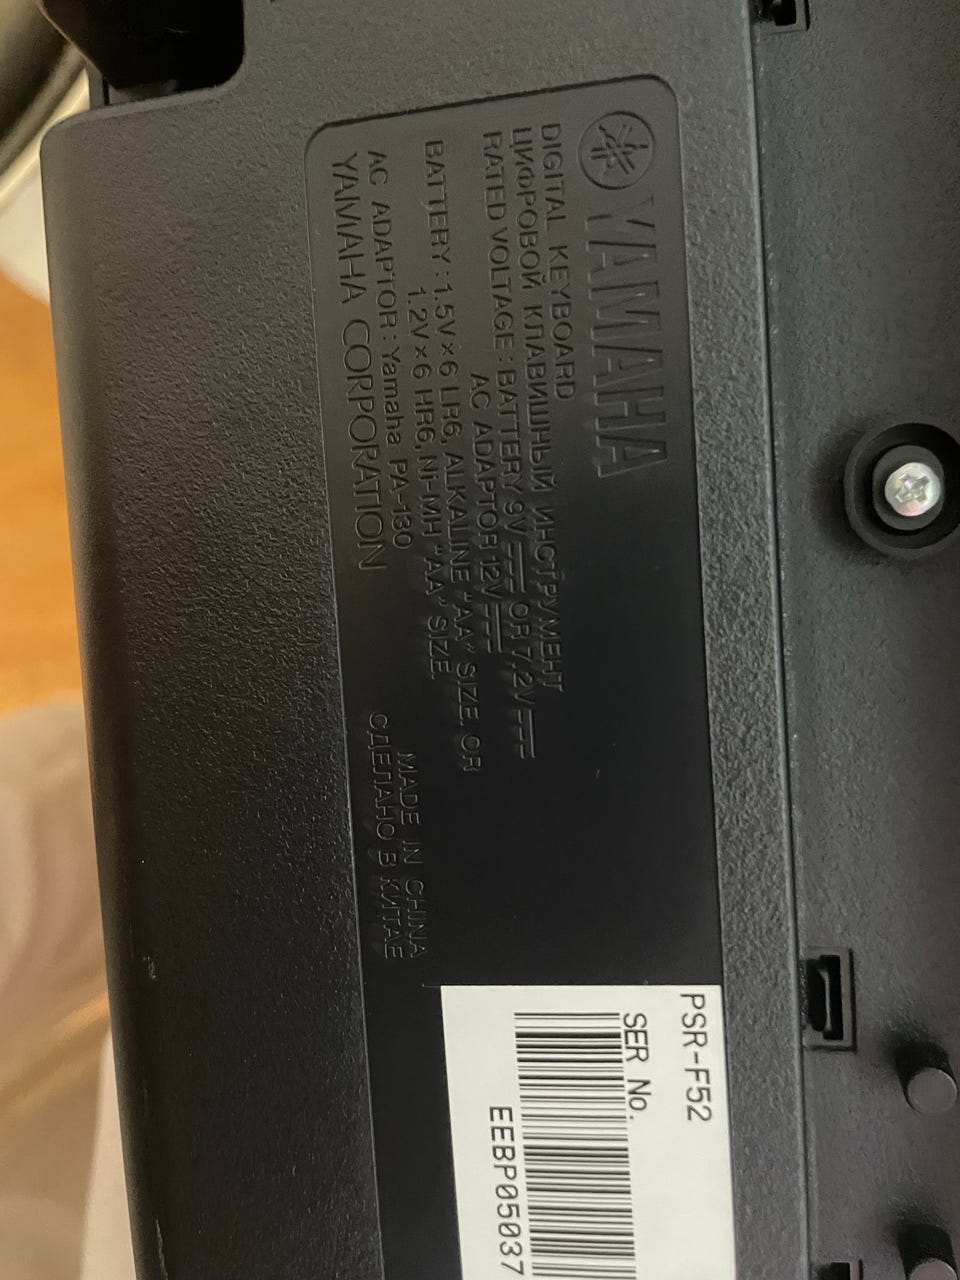 YAMAHA
DIGITAL KEYBOARD
ЦИФРОВОЙ КЛАВИШНЫЙ ИНСТРУМЕНТ
RATED VOLTAGE : BATTERY 9V ⎓ OR 7.2V ⎓
AC ADAPTOR 12V ⎓
BATTERY : 1.5V × 6 LR6, ALKALINE "AA" SIZE, OR
1.2V × 6 HR6, Ni-MH "AA" SIZE
AC ADAPTOR : Yamaha PA-130
YAMAHA CORPORATION
MADE IN CHINA
СДЕЛАНО В КИТАЕ
PSR-F52
SER No.
EEBP05037